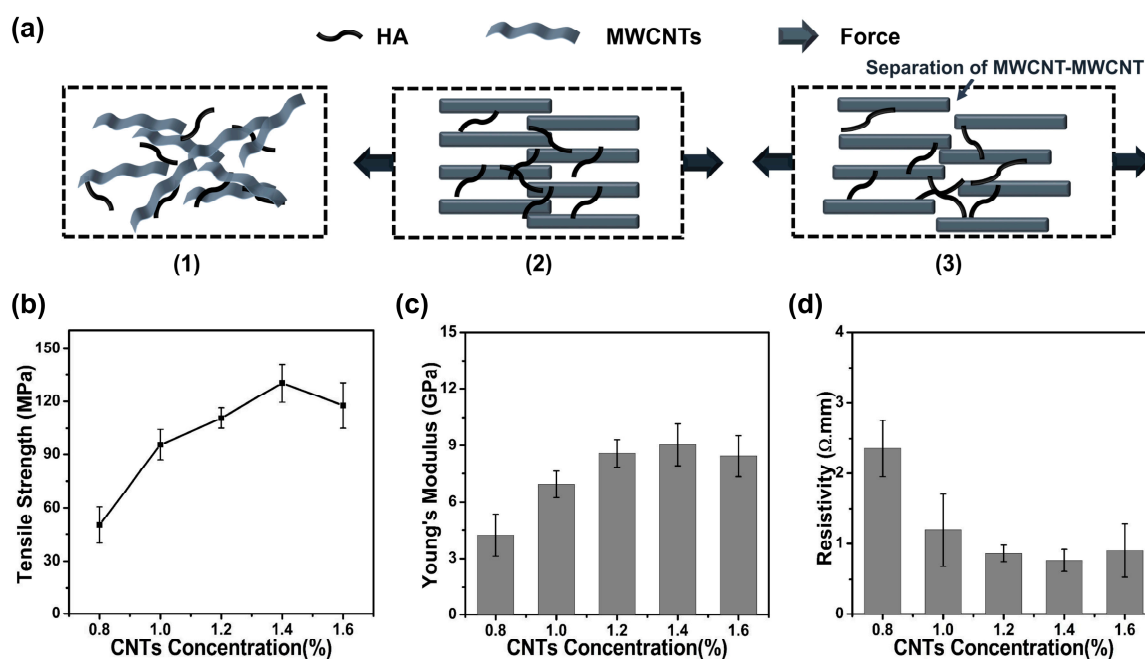 (a)
HA
MWCNTs
Force
Separation of MWCNT-MWCNT
(1)
(2)
(3)
(b)
150
120
90
60
30
0
Tensile Strength (MPa)
0.8 1.0 1.2 1.4 1.6
CNTs Concentration(%)
(c)
15
12
9
6
3
0
Young's Modulus (GPa)
0.8 1.0 1.2 1.4 1.6
CNTs Concentration(%)
(d)
4
3
2
1
0
Resistivity (Ω.mm)
0.8 1.0 1.2 1.4 1.6
CNTs Concentration(%)